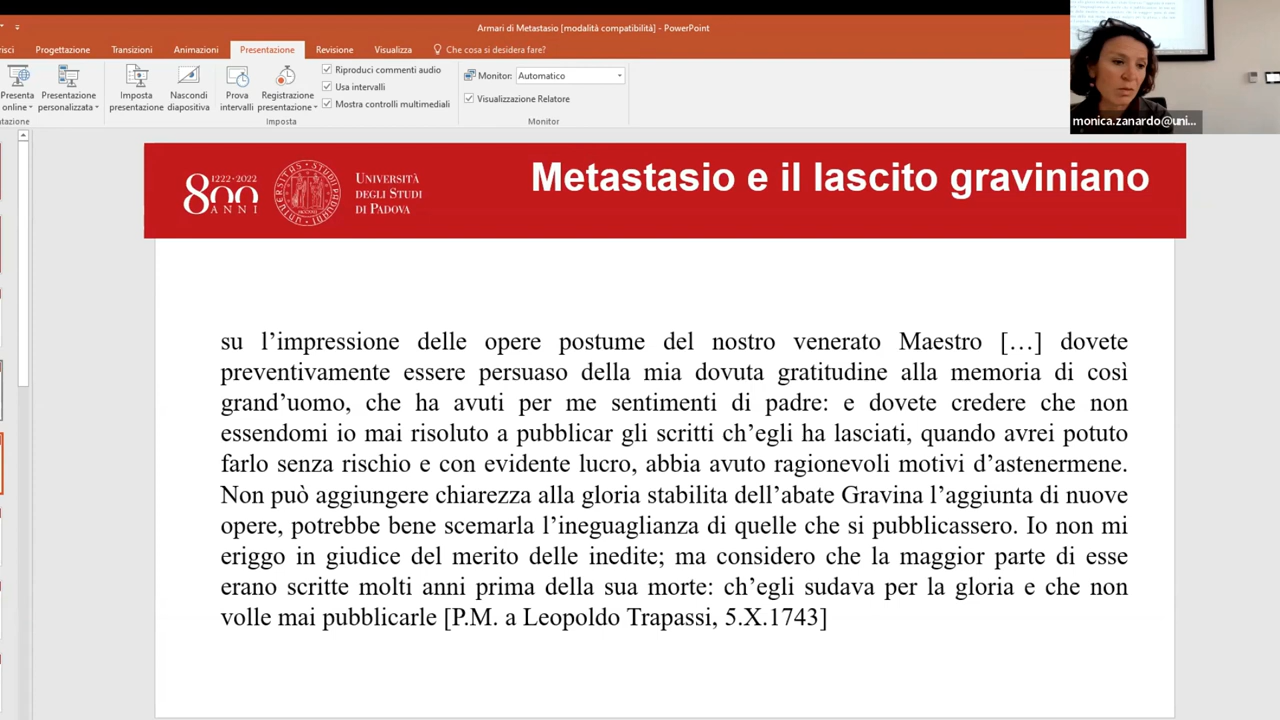 Armari di Metastasio [modalità compatibilità] - PowerPoint
Progettazione Transizioni Animazioni Presentazione Revisione Visualizza Che cosa si desidera fare?
Presenta online
Presentazione personalizzata
Imposta presentazione
Nascondi diapositiva
Prova intervalli
Registrazione presentazione
Riproduci commenti audio
Usa intervalli
Mostra controlli multimediali
Imposta
Monitor: Automatico
Visualizzazione Relatore
Monitor
monica.zanardo@uni...
1222·2022
800
ANNI
UNIVERSITÀ
DEGLI STUDI
DI PADOVA
Metastasio e il lascito graviniano
su l’impressione delle opere postume del nostro venerato Maestro […] dovete
preventivamente essere persuaso della mia dovuta gratitudine alla memoria di così
grand’uomo, che ha avuti per me sentimenti di padre: e dovete credere che non
essendomi io mai risoluto a pubblicar gli scritti ch’egli ha lasciati, quando avrei potuto
farlo senza rischio e con evidente lucro, abbia avuto ragionevoli motivi d’astenermene.
Non può aggiungere chiarezza alla gloria stabilita dell’abate Gravina l’aggiunta di nuove
opere, potrebbe bene scemarla l’ineguaglianza di quelle che si pubblicassero. Io non mi
eriggo in giudice del merito delle inedite; ma considero che la maggior parte di esse
erano scritte molti anni prima della sua morte: ch’egli sudava per la gloria e che non
volle mai pubblicarle [P.M. a Leopoldo Trapassi, 5.X.1743]